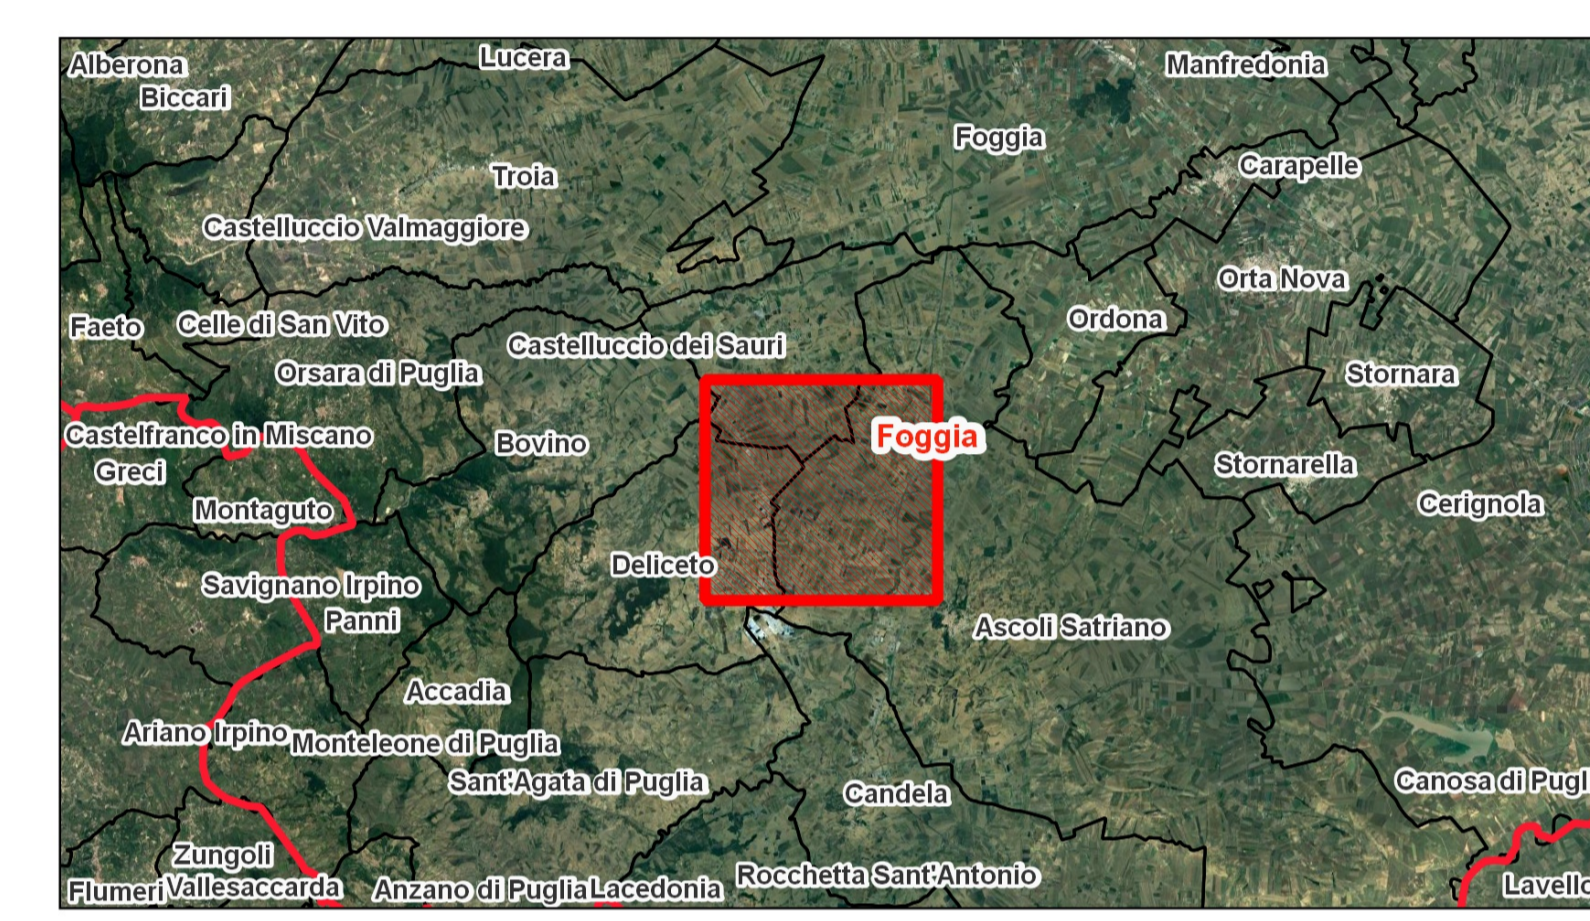 Lucera
Manfredonia
Alberona
Biccari
Foggia
Carapelle
Troia
Castelluccio Valmaggiore
Orta Nova
Ordona
Faeto
Celle di San Vito
Castelluccio dei Sauri
Orsara di Puglia
Stornara
Castelfranco in Miscano
Foggia
Bovino
Greci
Stornarella
Cerignola
Montaguto
Deliceto
Savignano Irpino
Panni
Ascoli Satriano
Accadia
Ariano Irpino
Monteleone di Puglia
Sant'Agata di Puglia
Candela
Canosa di Pugl
Zungoli
Rocchetta Sant'Antonio
Flumeri
Vallesaccarda
Anzano di Puglia
Lacedonia
Lavello